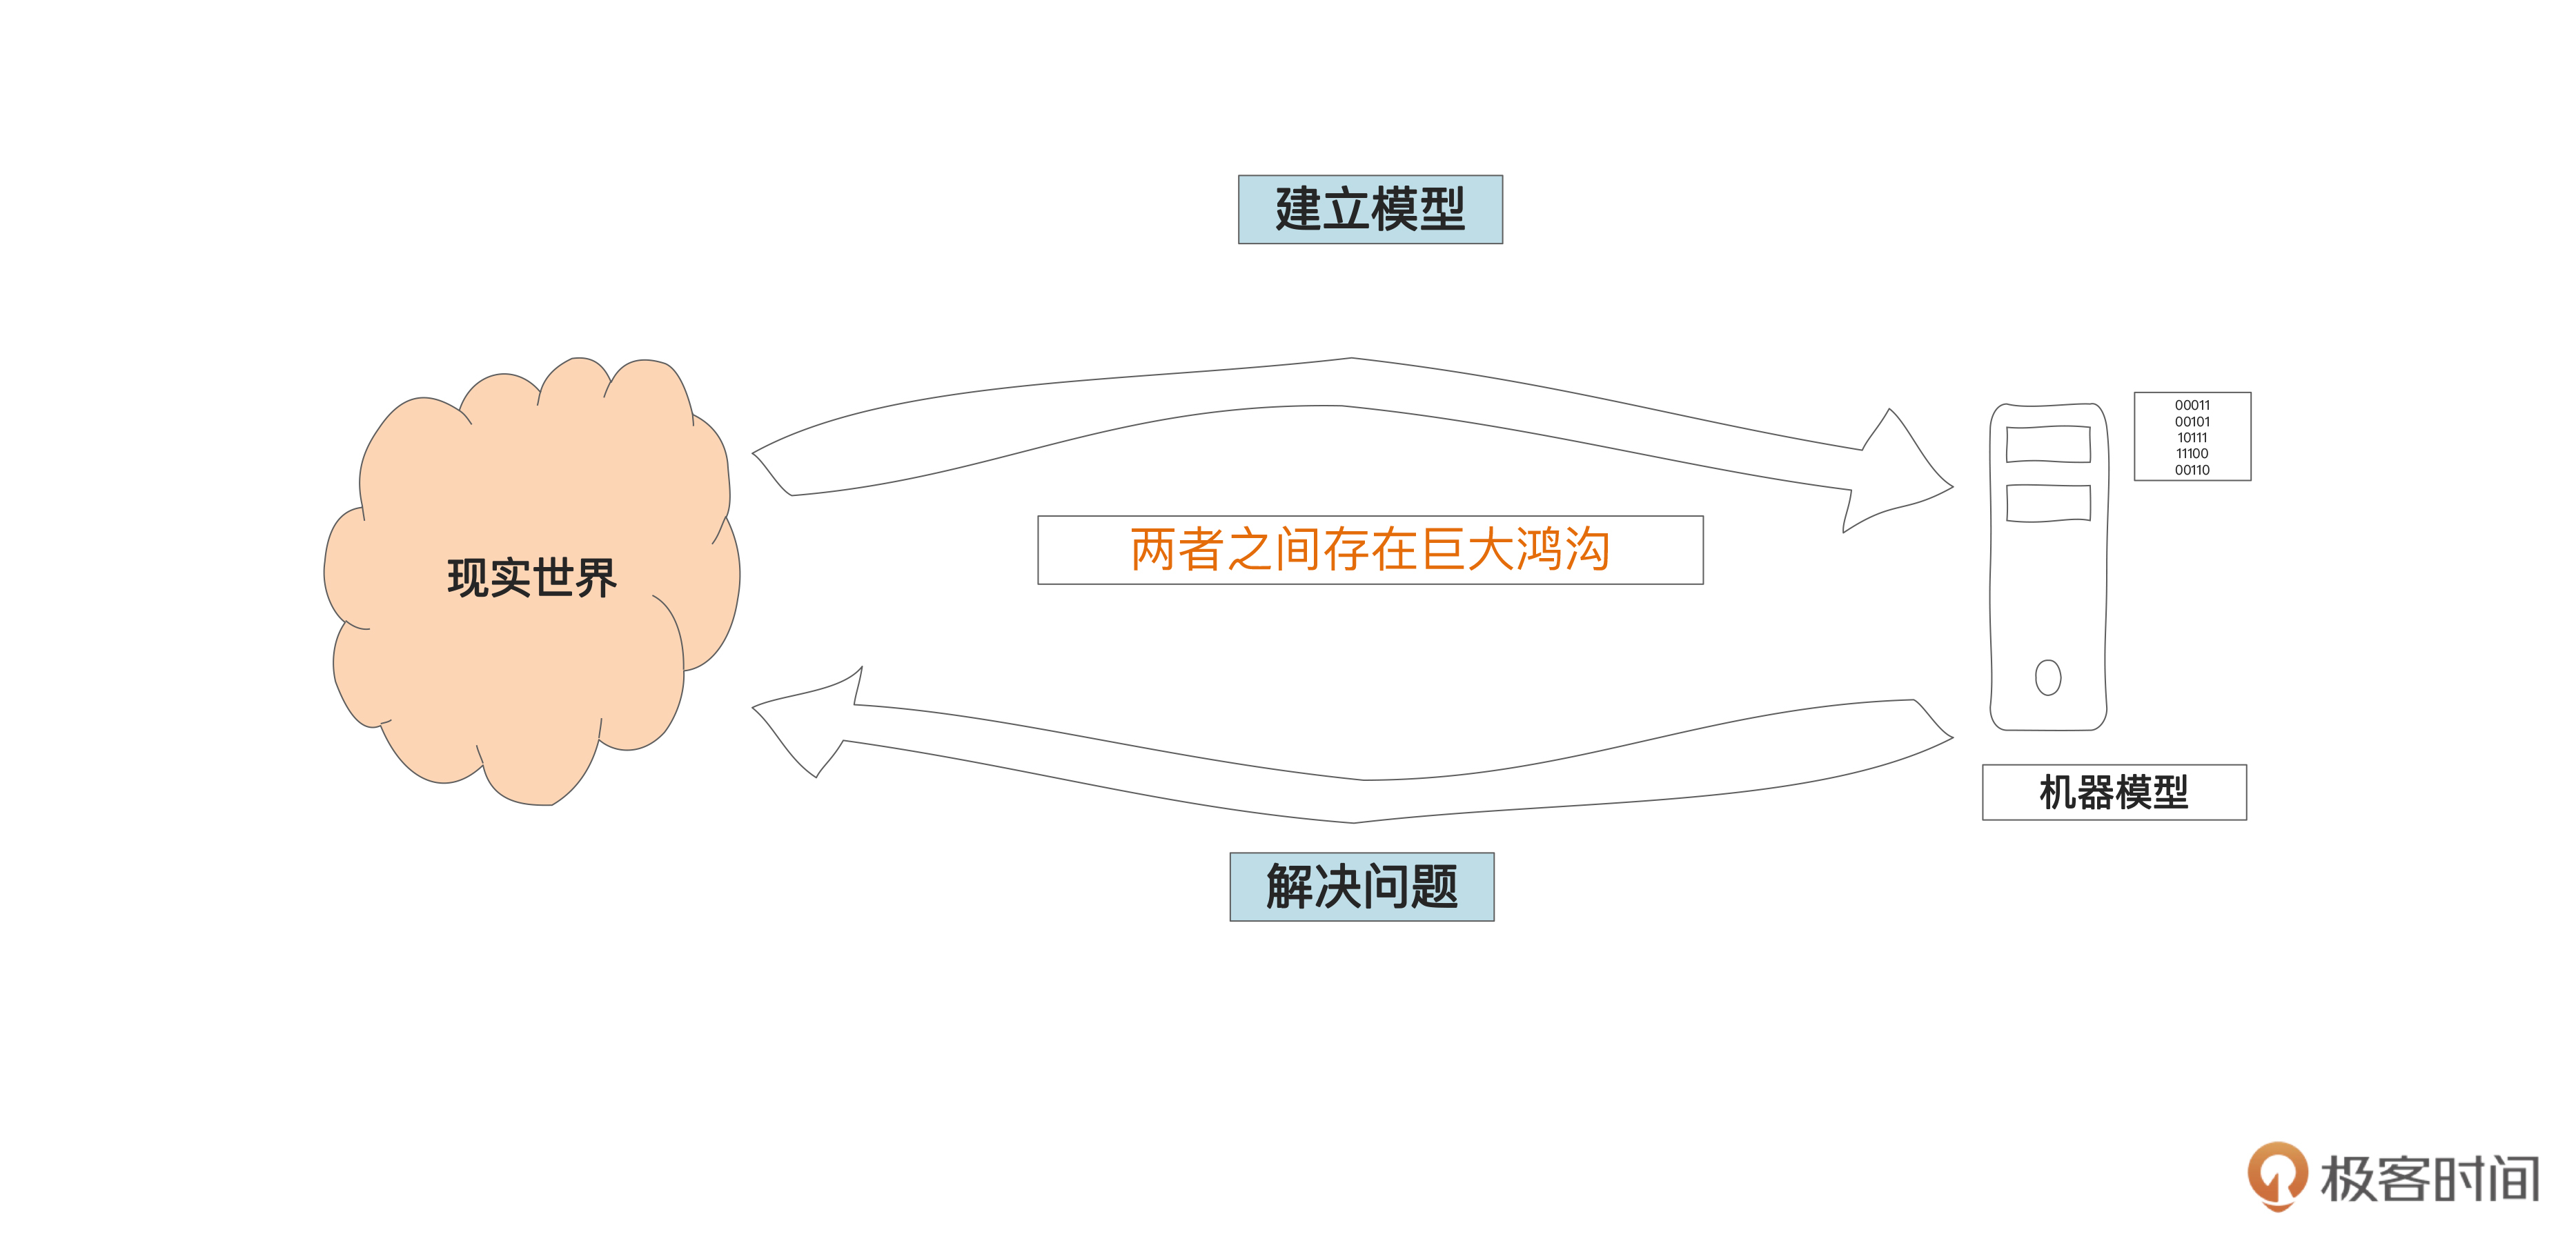 建立模型
00011
00101
10111
11100
00110
两者之间存在巨大鸿沟
现实世界
机器模型
解决问题
极客时间